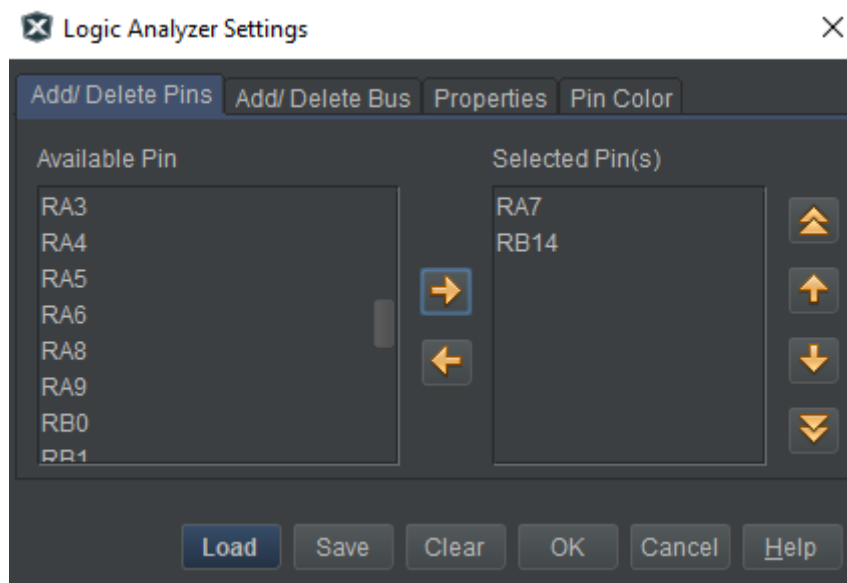 Logic Analyzer Settings
Add/ Delete Pins
Add/ Delete Bus
Properties
Pin Color
Available Pin
RA3
RA4
RA5
RA6
RA8
RA9
RB0
RB1
Selected Pin(s)
RA7
RB14
Load
Save
Clear
OK
Cancel
Help